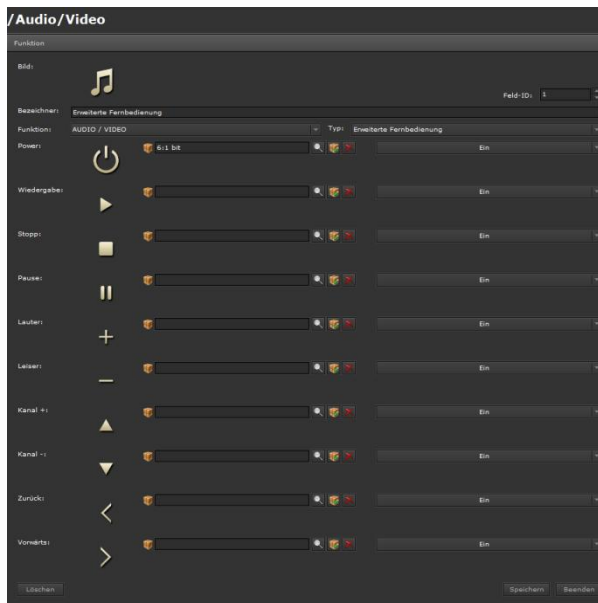 /Audio/Video
Funktion
Bild:
Feld-ID: 1
Bezeichner: Erweiterte Fernbedienung
Funktion: AUDIO / VIDEO Typ: Erweiterte Fernbedienung
Power: 6:1 bit Ein
Wiedergabe: Ein
Stopp: Ein
Pause: Ein
Lauter: Ein
Leiser: Ein
Kanal +: Ein
Kanal -: Ein
Zurück: Ein
Vorwärts: Ein
Löschen Speichern Beenden